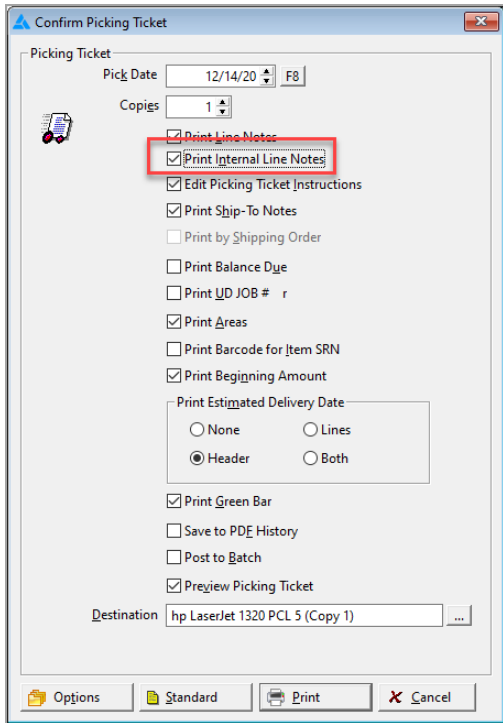 Confirm Picking Ticket
Picking Ticket
Pick Date 12/14/20 F8
Copies 1
Print Line Notes
Print Internal Line Notes
Edit Picking Ticket Instructions
Print Ship-To Notes
Print by Shipping Order
Print Balance Due
Print UD JOB # r
Print Areas
Print Barcode for Item SRN
Print Beginning Amount
Print Estimated Delivery Date
None Lines
Header Both
Print Green Bar
Save to PDF History
Post to Batch
Preview Picking Ticket
Destination hp LaserJet 1320 PCL 5 (Copy 1) ...
Options Standard Print Cancel